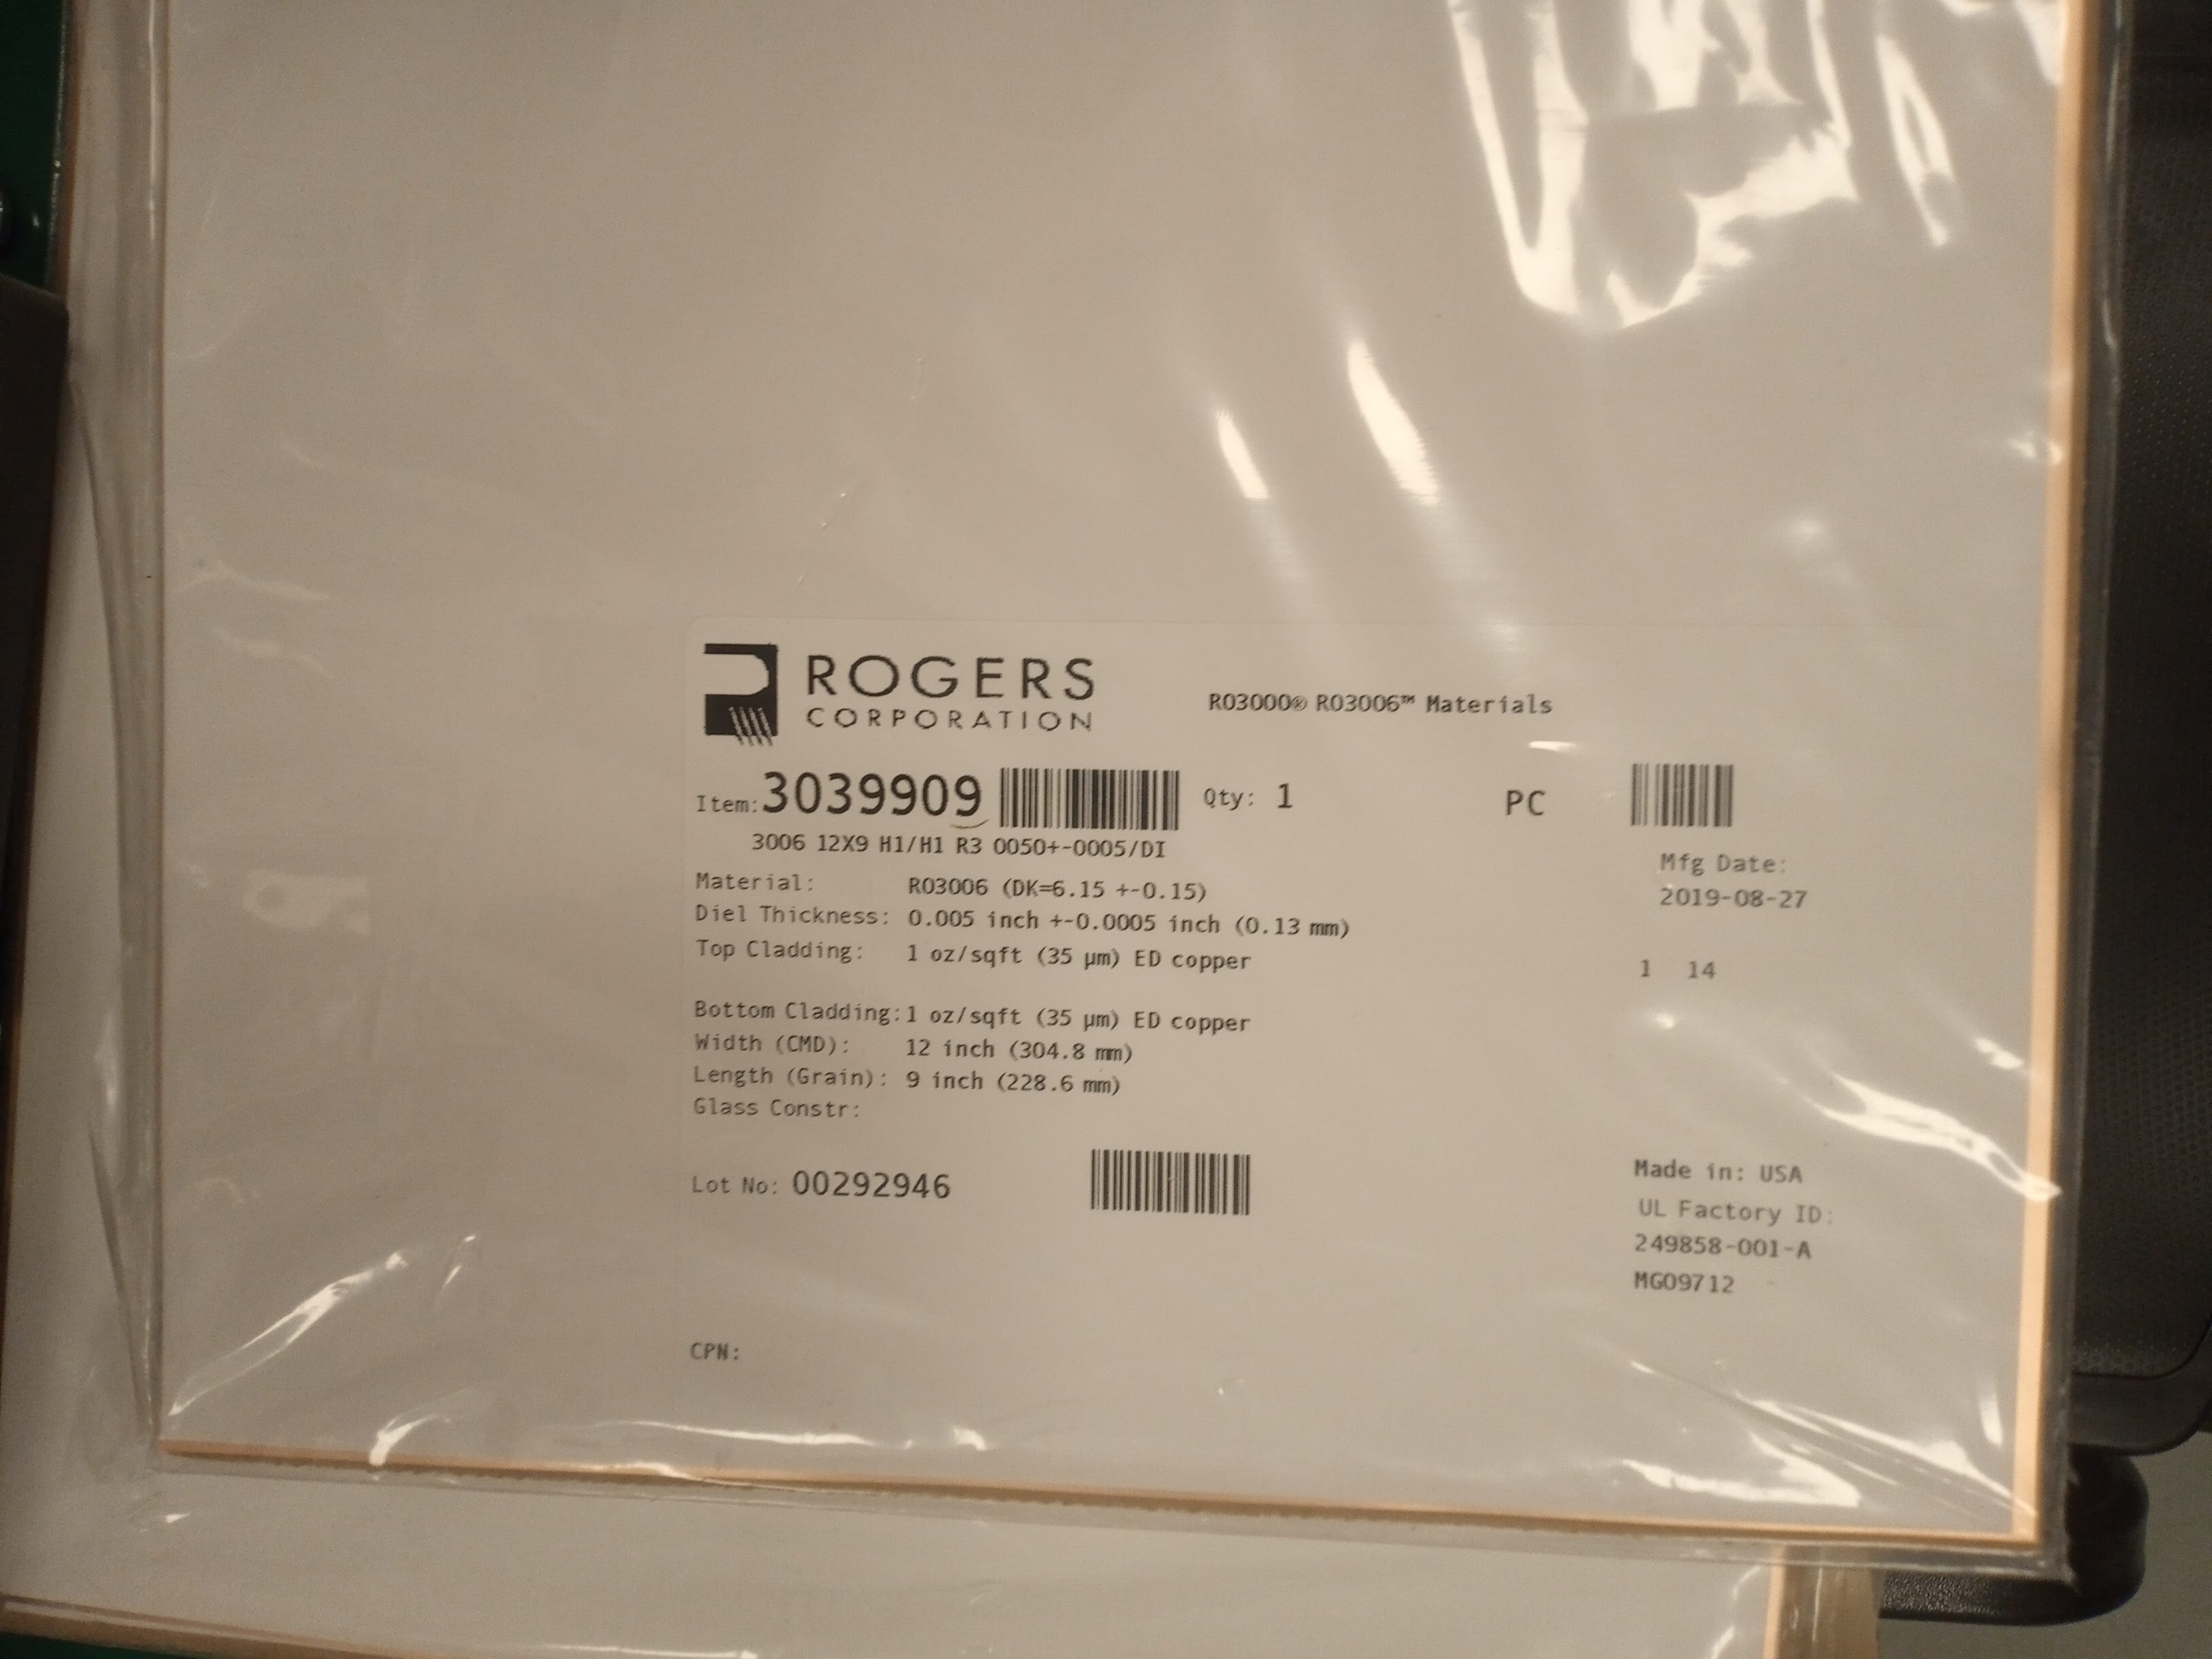 ROGERS
CORPORATION
RO3000® RO3006™ Materials
Item: 3039909 Qty: 1 PC
3006 12X9 H1/H1 R3 0050+-0005/DI
Mfg Date:
2019-08-27
Material: RO3006 (DK=6.15 +-0.15)
Diel Thickness: 0.005 inch +-0.0005 inch (0.13 mm)
Top Cladding: 1 oz/sqft (35 µm) ED copper
1 14
Bottom Cladding: 1 oz/sqft (35 µm) ED copper
Width (CMD): 12 inch (304.8 mm)
Length (Grain): 9 inch (228.6 mm)
Glass Constr:
Lot No: 00292946
Made in: USA
UL Factory ID:
249858-001-A
MG09712
CPN: